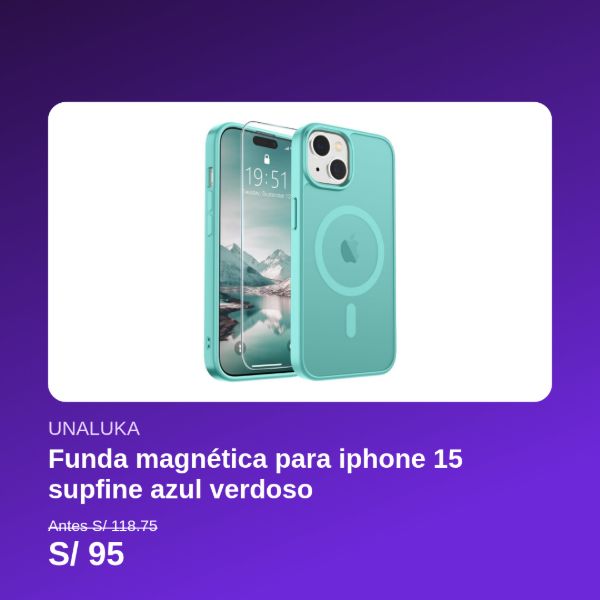 19:51
UNALUKA
Funda magnética para iphone 15
supfine azul verdoso
Antes S/ 118.75
S/ 95